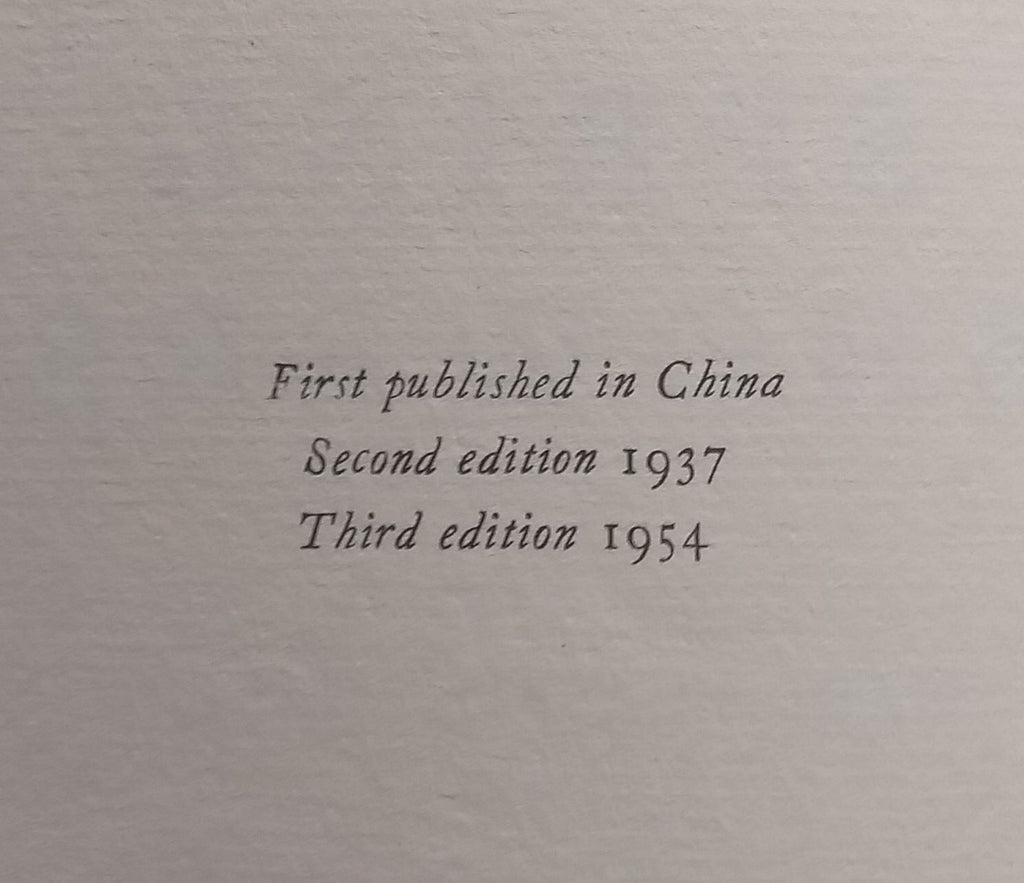 First published in China
Second edition 1937
Third edition 1954